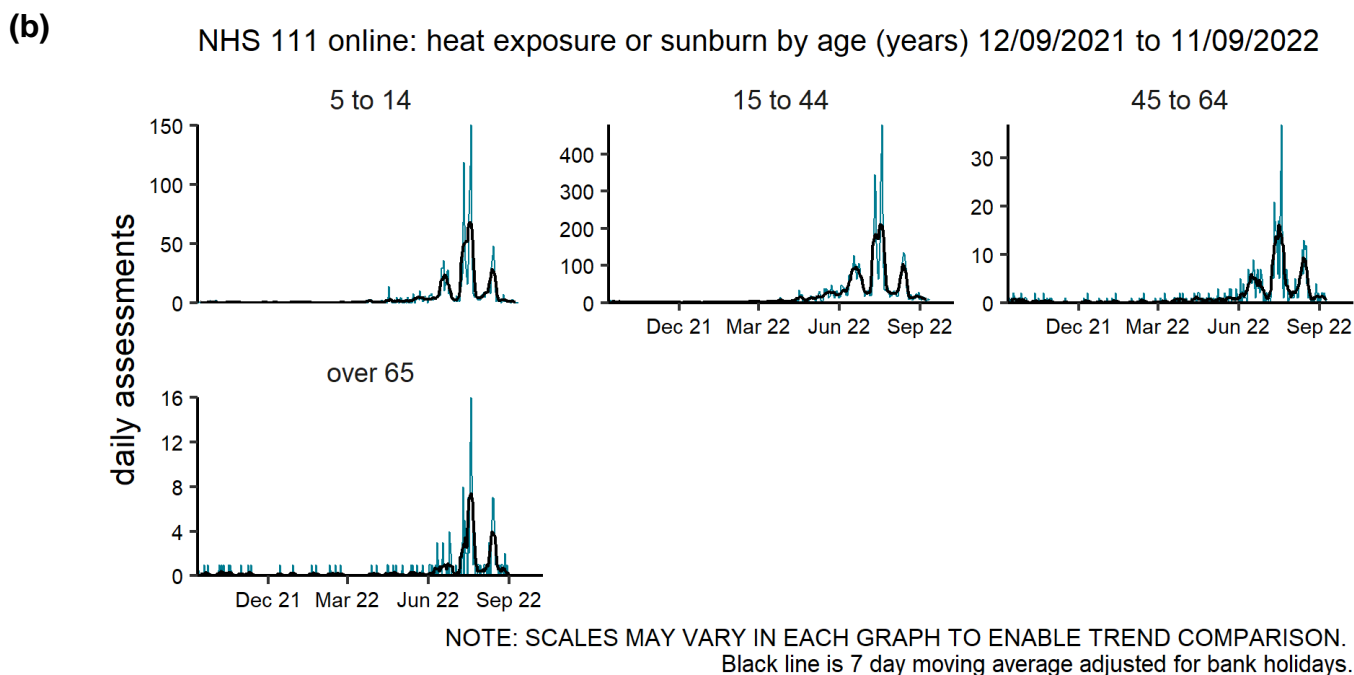 (b)
NHS 111 online: heat exposure or sunburn by age (years) 12/09/2021 to 11/09/2022
daily assessments
5 to 14
150
100
50
0
15 to 44
400
300
200
100
0
Dec 21 Mar 22 Jun 22 Sep 22
45 to 64
30
20
10
0
Dec 21 Mar 22 Jun 22 Sep 22
over 65
16
12
8
4
0
Dec 21 Mar 22 Jun 22 Sep 22
NOTE: SCALES MAY VARY IN EACH GRAPH TO ENABLE TREND COMPARISON.
Black line is 7 day moving average adjusted for bank holidays.